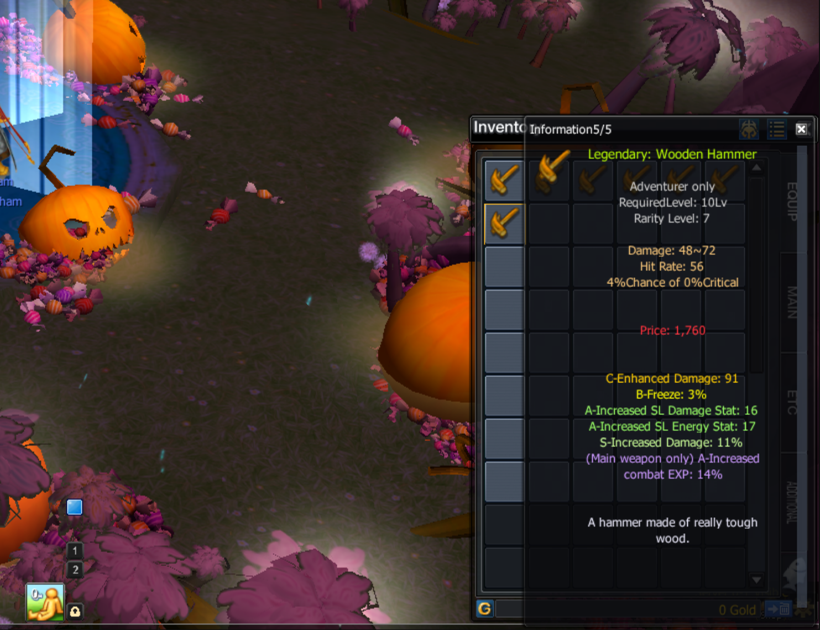 Invento
Information5/5
Legendary: Wooden Hammer
Adventurer only
RequiredLevel: 10Lv
Rarity Level: 7
Damage: 48~72
Hit Rate: 56
4%Chance of 0%Critical
Price: 1,760
C-Enhanced Damage: 91
B-Freeze: 3%
A-Increased SL Damage Stat: 16
A-Increased SL Energy Stat: 17
S-Increased Damage: 11%
(Main weapon only) A-Increased
combat EXP: 14%
A hammer made of really tough
wood.
EQUIP
MAIN
ETC
ADDITIONAL
G
0 Gold
ham
1
2